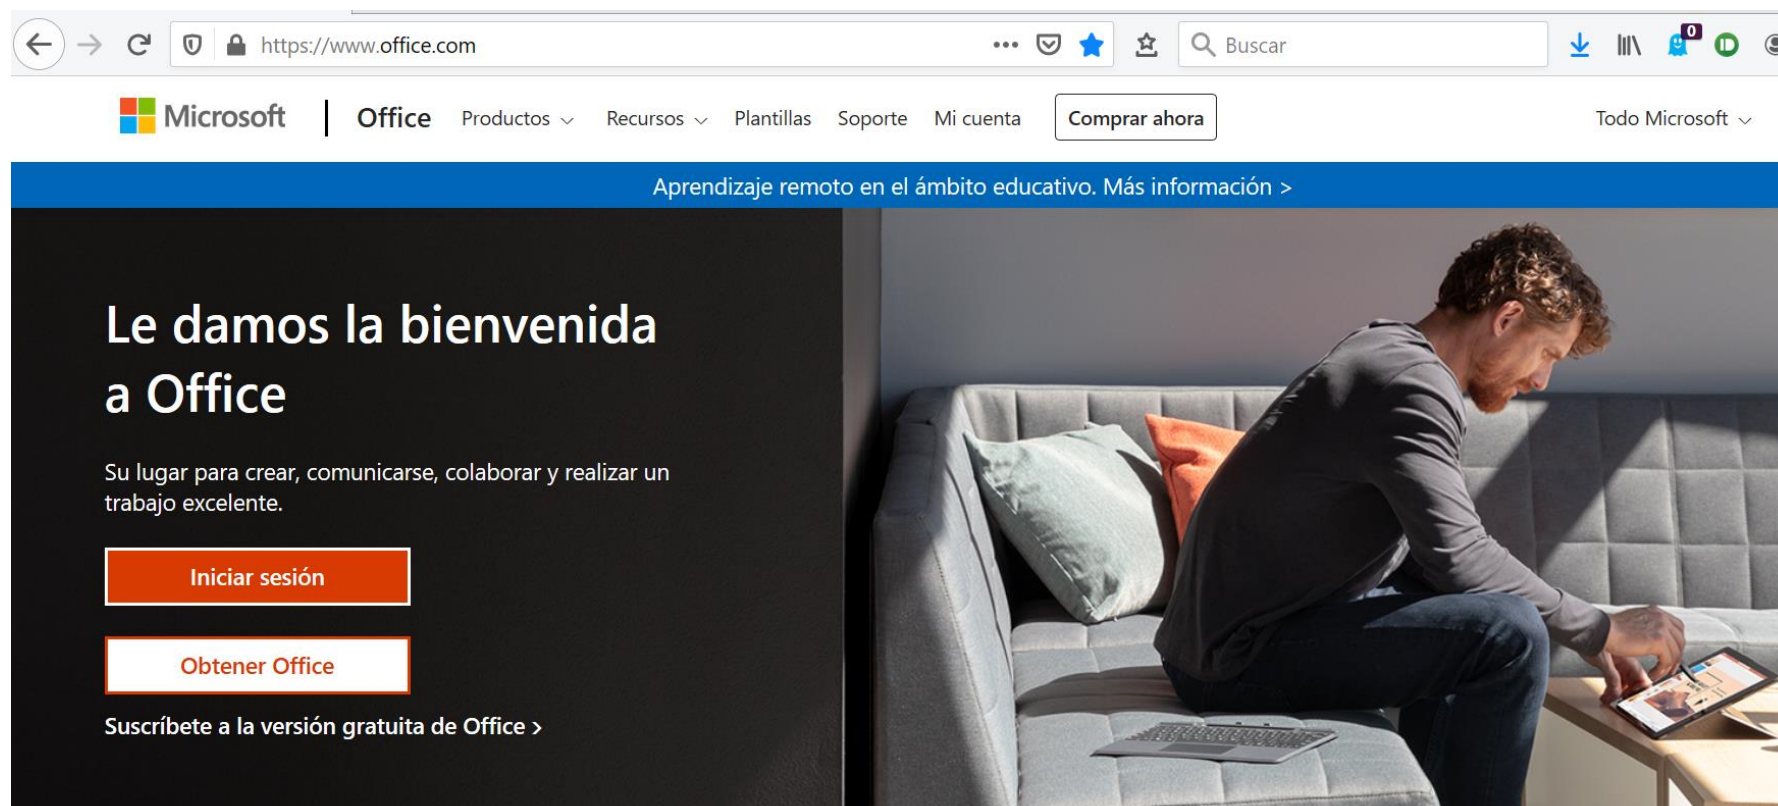 https://www.office.com
Buscar
0
Microsoft
Office
Productos
Recursos
Plantillas
Soporte
Mi cuenta
Comprar ahora
Todo Microsoft
Aprendizaje remoto en el ámbito educativo. Más información >
Le damos la bienvenida
a Office
Su lugar para crear, comunicarse, colaborar y realizar un
trabajo excelente.
Iniciar sesión
Obtener Office
Suscríbete a la versión gratuita de Office >